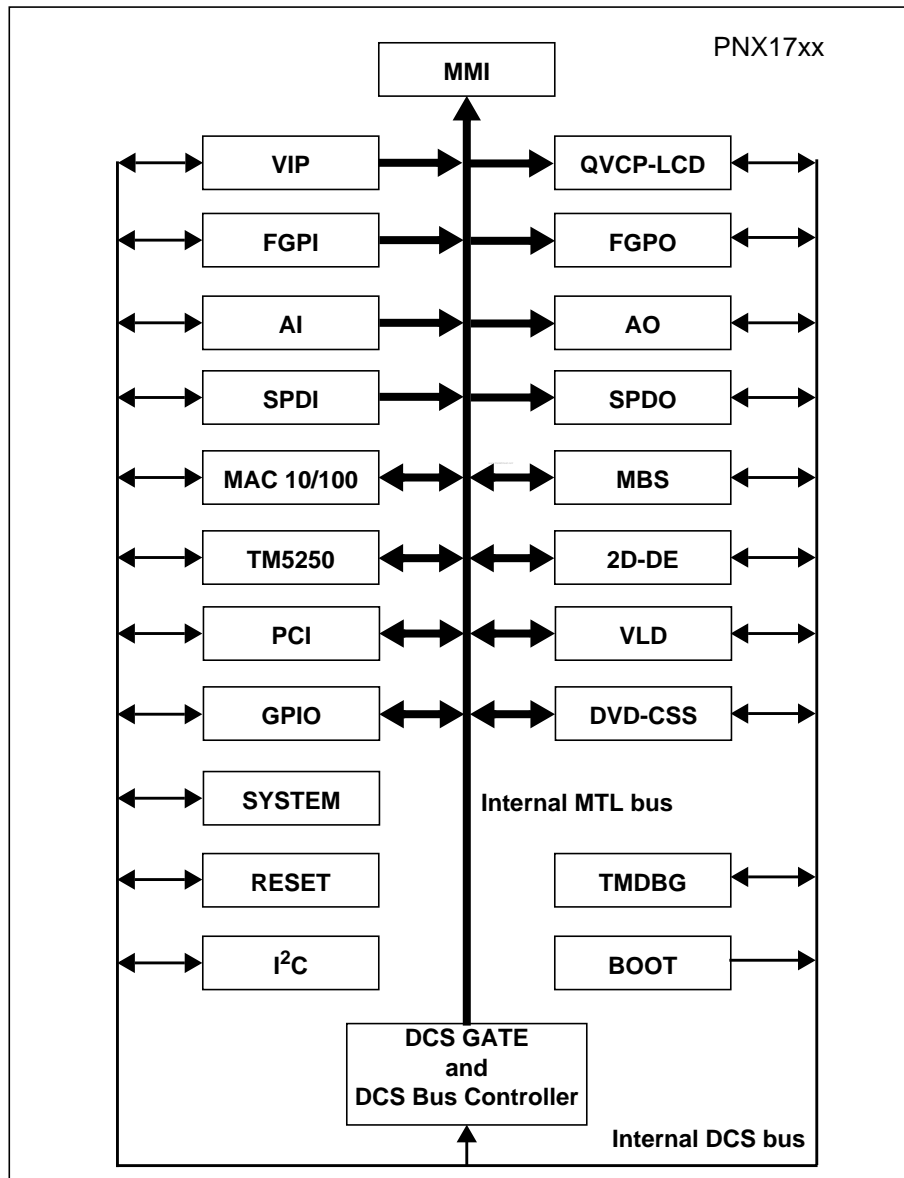 PNX17xx
MMI
VIP
QVCP-LCD
FGPI
FGPO
AI
AO
SPDI
SPDO
MAC 10/100
MBS
TM5250
2D-DE
PCI
VLD
GPIO
DVD-CSS
SYSTEM
Internal MTL bus
RESET
TMDBG
I²C
BOOT
DCS GATE
and
DCS Bus Controller
Internal DCS bus